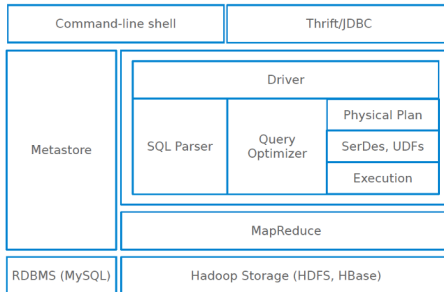 Command-line shell
Thrift/JDBC
Metastore
Driver
SQL Parser
Query
Optimizer
Physical Plan
SerDes, UDFs
Execution
MapReduce
RDBMS (MySQL)
Hadoop Storage (HDFS, HBase)